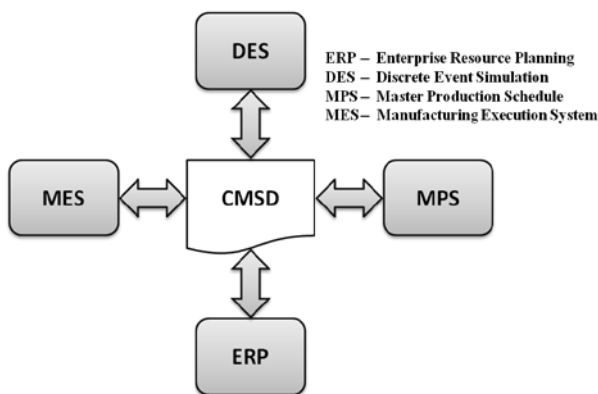 DES
ERP – Enterprise Resource Planning
DES – Discrete Event Simulation
MPS – Master Production Schedule
MES – Manufacturing Execution System
MES
CMSD
MPS
ERP